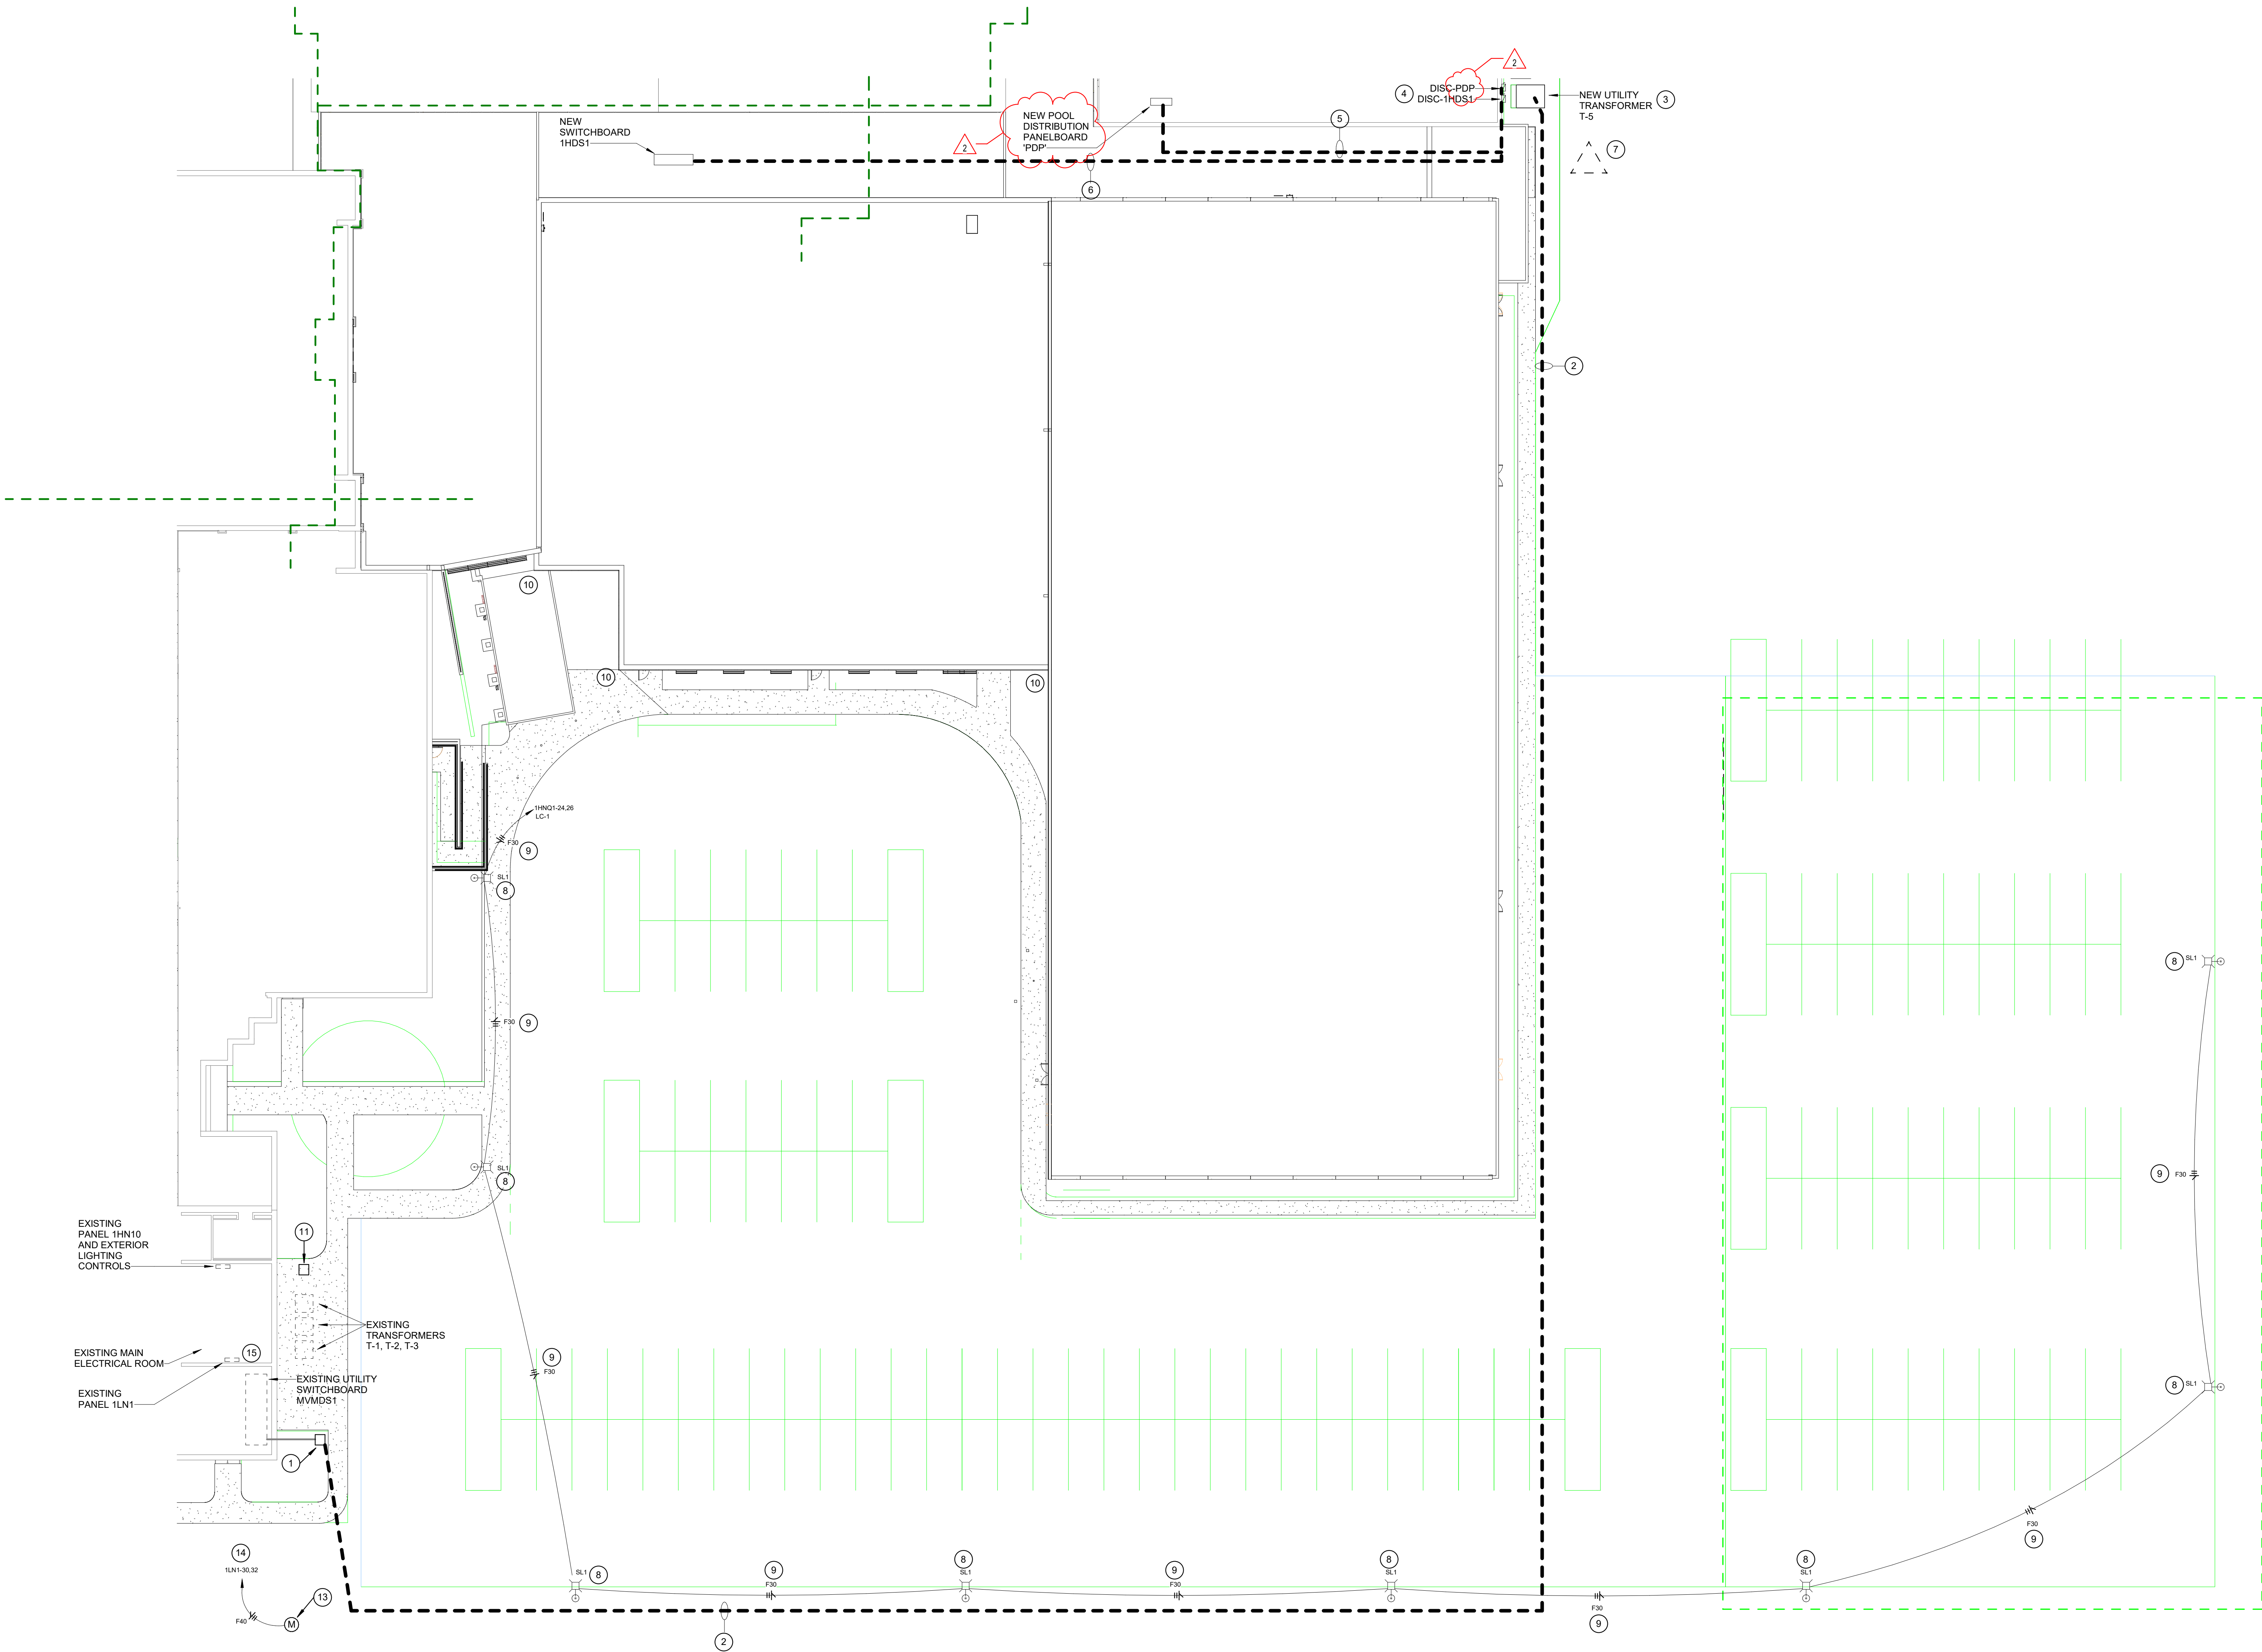 2
4
DISC-PDP
DISC-1HDS1
NEW UTILITY
TRANSFORMER
T-5
3
NEW
SWITCHBOARD
1HDS1
2
NEW POOL
DISTRIBUTION
PANELBOARD
'PDP'
5
6
7
2
10
10
10
1HNQ1-24,26
LC-1
F30
9
SL1
8
F30
9
8
SL1
SL1
8
9
F30
EXISTING
PANEL 1HN10
AND EXTERIOR
LIGHTING
CONTROLS
11
EXISTING
TRANSFORMERS
T-1, T-2, T-3
EXISTING MAIN
ELECTRICAL ROOM
15
EXISTING
PANEL 1LN1
EXISTING UTILITY
SWITCHBOARD
MVMDS1
9
F30
8
SL1
1
14
1LN1-30,32
F40
M
13
SL1
8
9
F30
8
SL1
9
F30
8
SL1
F30
9
8
SL1
F30
9
2